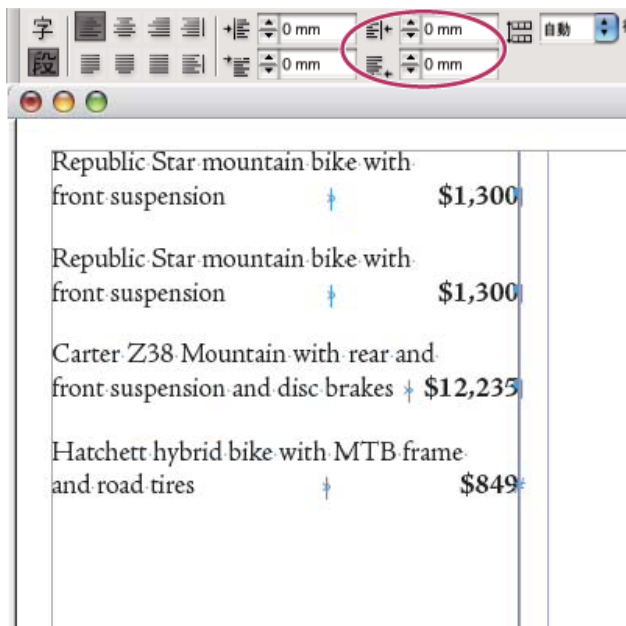 字 0 mm 0 mm 自動
段 0 mm 0 mm
Republic Star mountain bike with
front suspension $1,300
Republic Star mountain bike with
front suspension $1,300
Carter Z38 Mountain with rear and
front suspension and disc brakes $12,235
Hatchett hybrid bike with MTB frame
and road tires $849